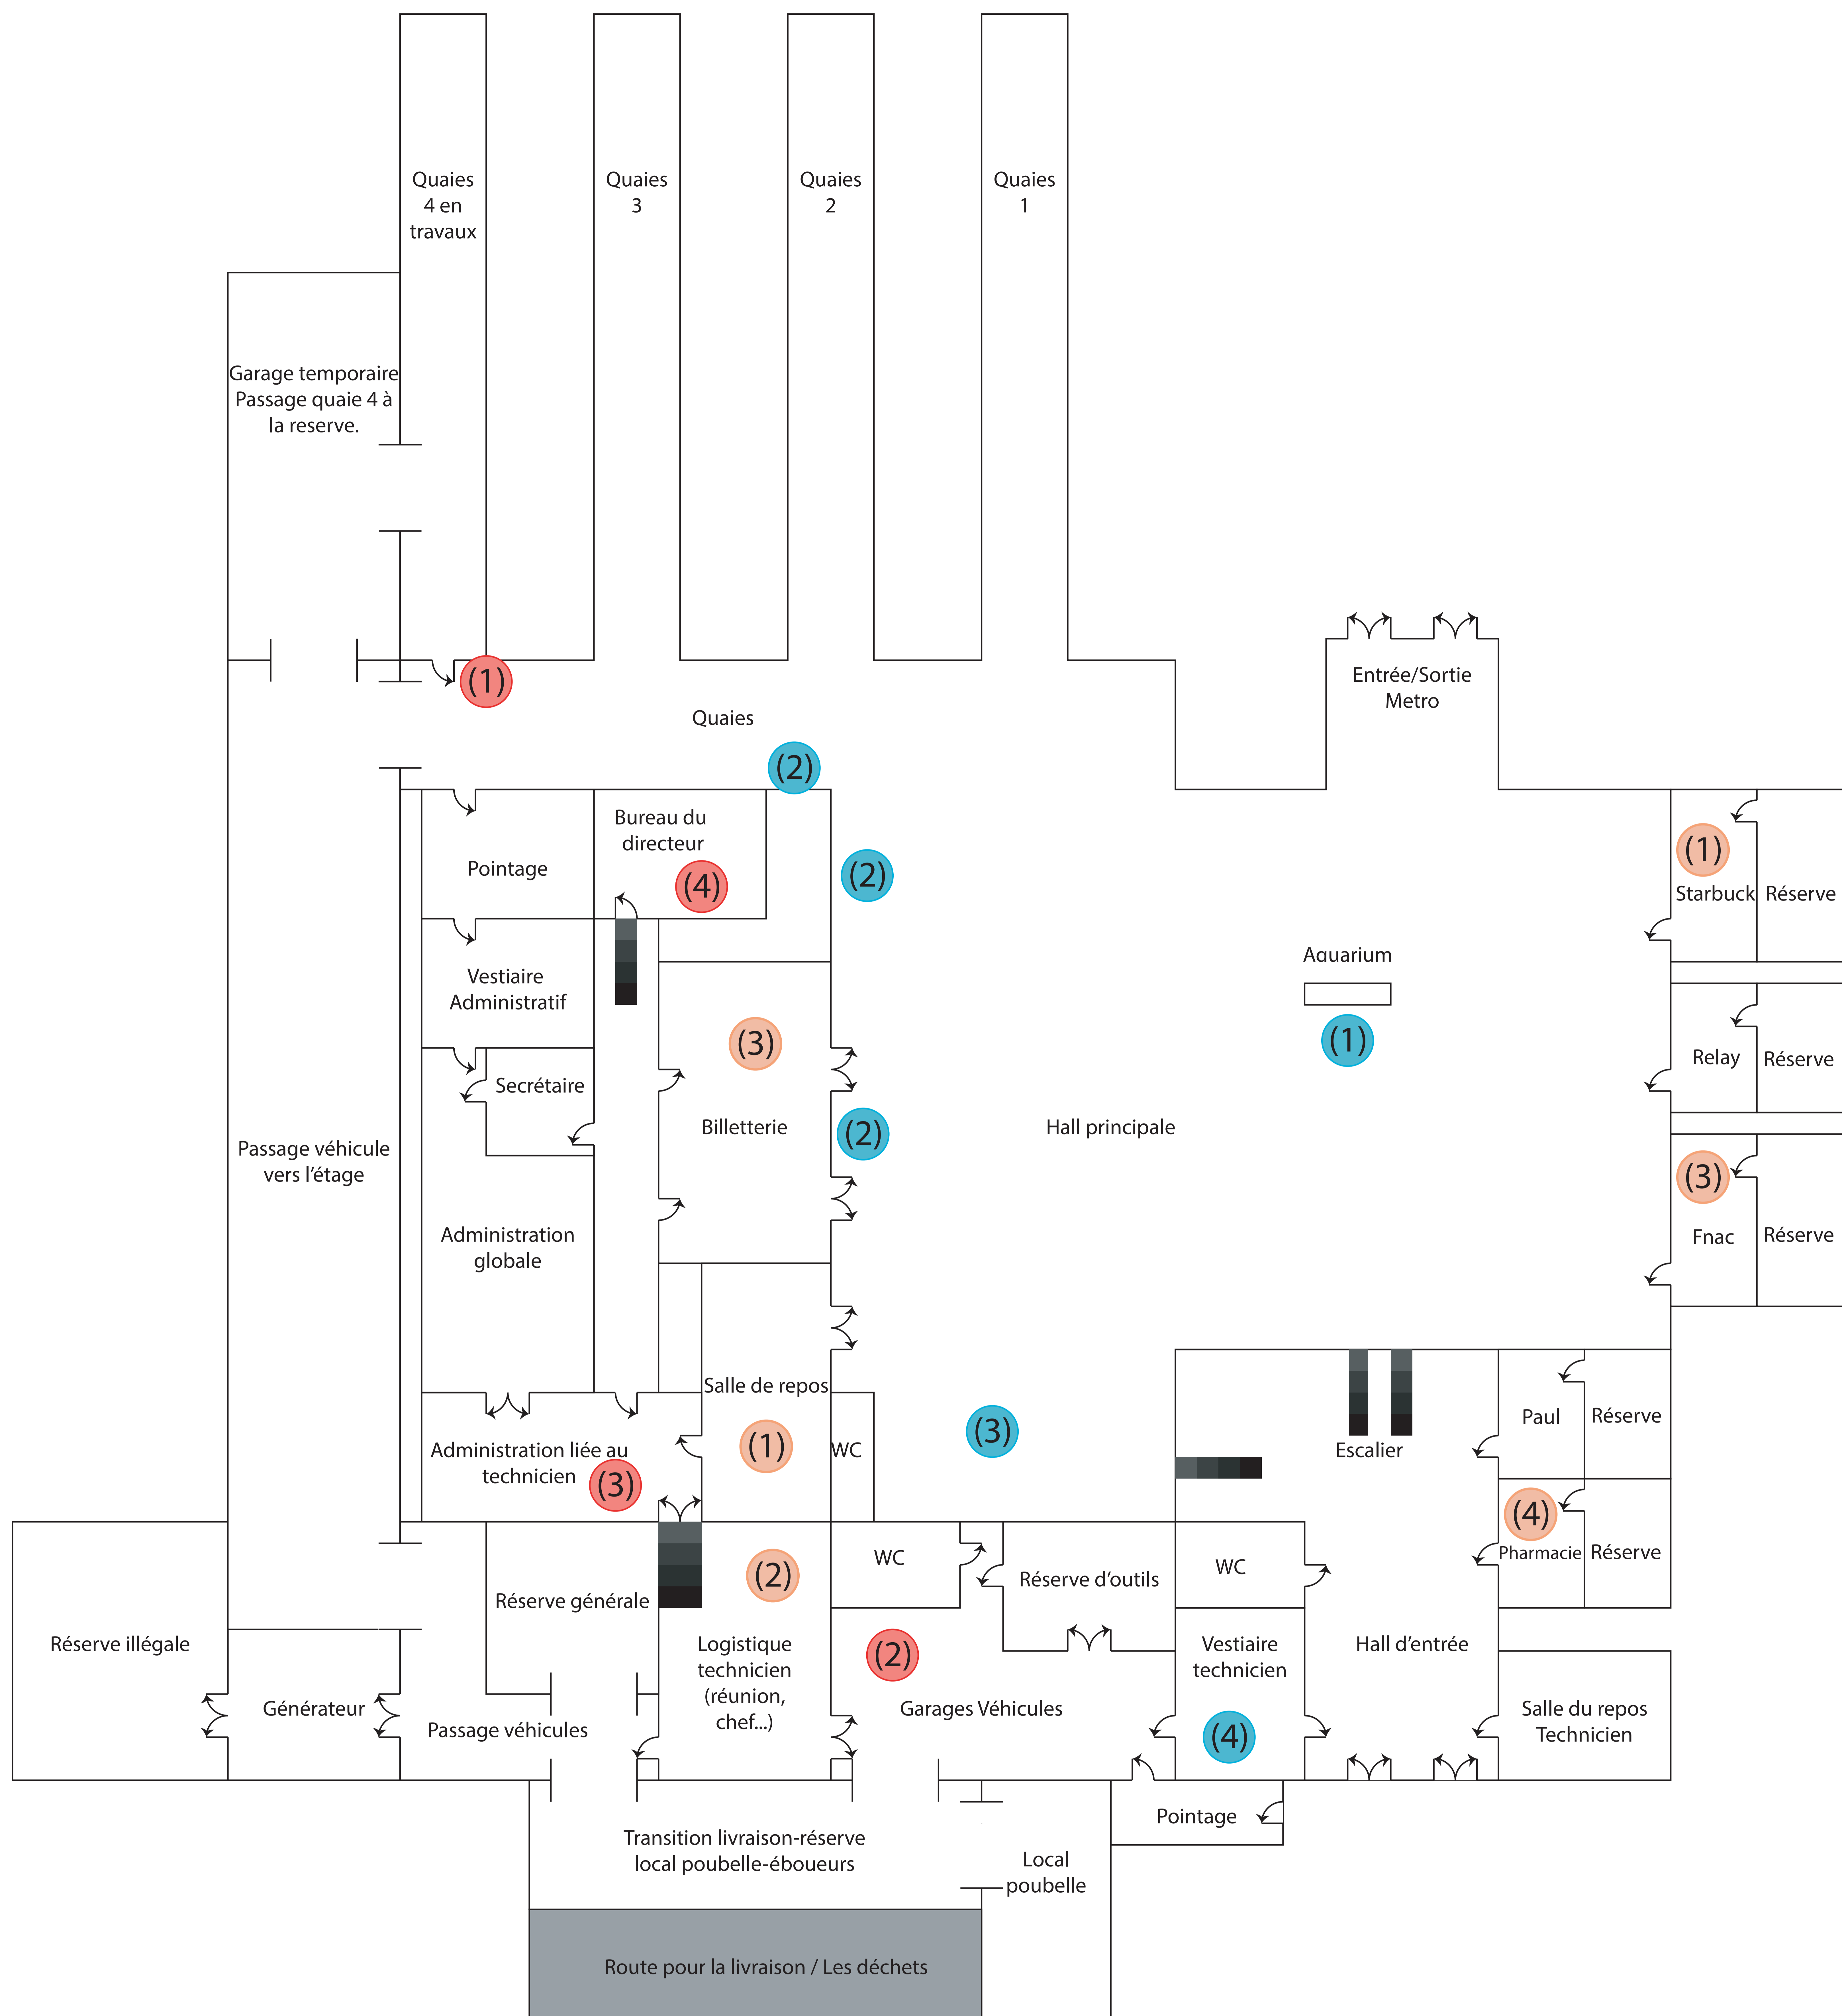 Quaies
4 en
travaux
Quaies
3
Quaies
2
Quaies
1
Garage temporaire
Passage quaie 4 à
la reserve.
Entrée/Sortie
Metro
(1)
Quaies
(2)
Bureau du
directeur
(4)
Pointage
(2)
(1)
Starbuck
Réserve
Vestiaire
Administratif
Aquarium
(1)
(3)
Relay
Réserve
Secrétaire
Billetterie
(2)
Hall principale
Passage véhicule
vers l'étage
(3)
Fnac
Réserve
Administration
globale
Salle de repos
(1)
WC
(3)
Administration liée au
technicien
(3)
Escalier
Paul
Réserve
(4)
Pharmacie
Réserve
WC
(2)
Réserve d'outils
WC
Réserve générale
Réserve illégale
Logistique
technicien
(réunion,
chef...)
(2)
Garages Véhicules
Vestiaire
technicien
(4)
Hall d'entrée
Générateur
Passage véhicules
Salle du repos
Technicien
Pointage
Transition livraison-réserve
local poubelle-éboueurs
Local
poubelle
Route pour la livraison / Les déchets